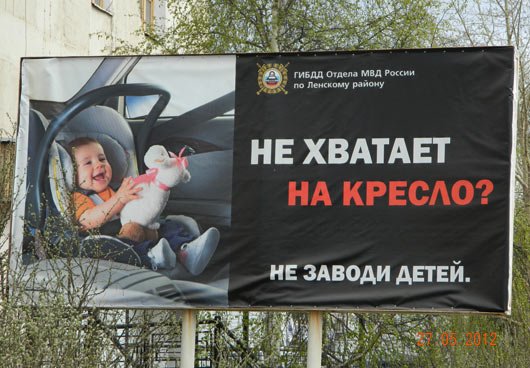 ГИБДД Отдела МВД России
по Ленскому району
НЕ ХВАТАЕТ
НА КРЕСЛО?
НЕ ЗАВОДИ ДЕТЕЙ.
27 05 2012